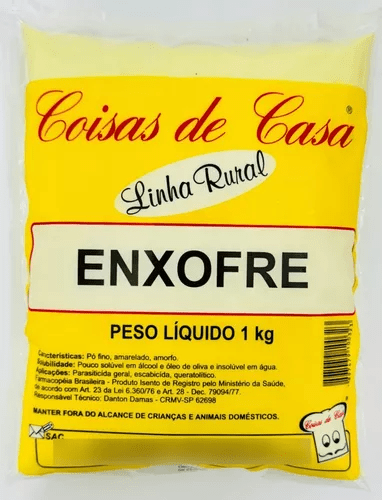 Coisas de Casa®
Linha Rural
ENXOFRE
PESO LÍQUIDO 1 kg
Características: Pó fino, amarelado, amorfo.
Solubilidade: Pouco solúvel em álcool e óleo de oliva e insolúvel em água.
Aplicações: Parasiticida geral, escabicida, queratolítico.
Farmacopéia Brasileira - Produto Isento de Registro pelo Ministério da Saúde,
de acordo com Art. 23 da Lei 6.360/76 e Art. 28 - Dec. 79094/77.
Responsável Técnico: Danton Damas - CRMV-SP 62698
MANTER FORA DO ALCANCE DE CRIANÇAS E ANIMAIS DOMÉSTICOS.
Coisas de Casa
SAC